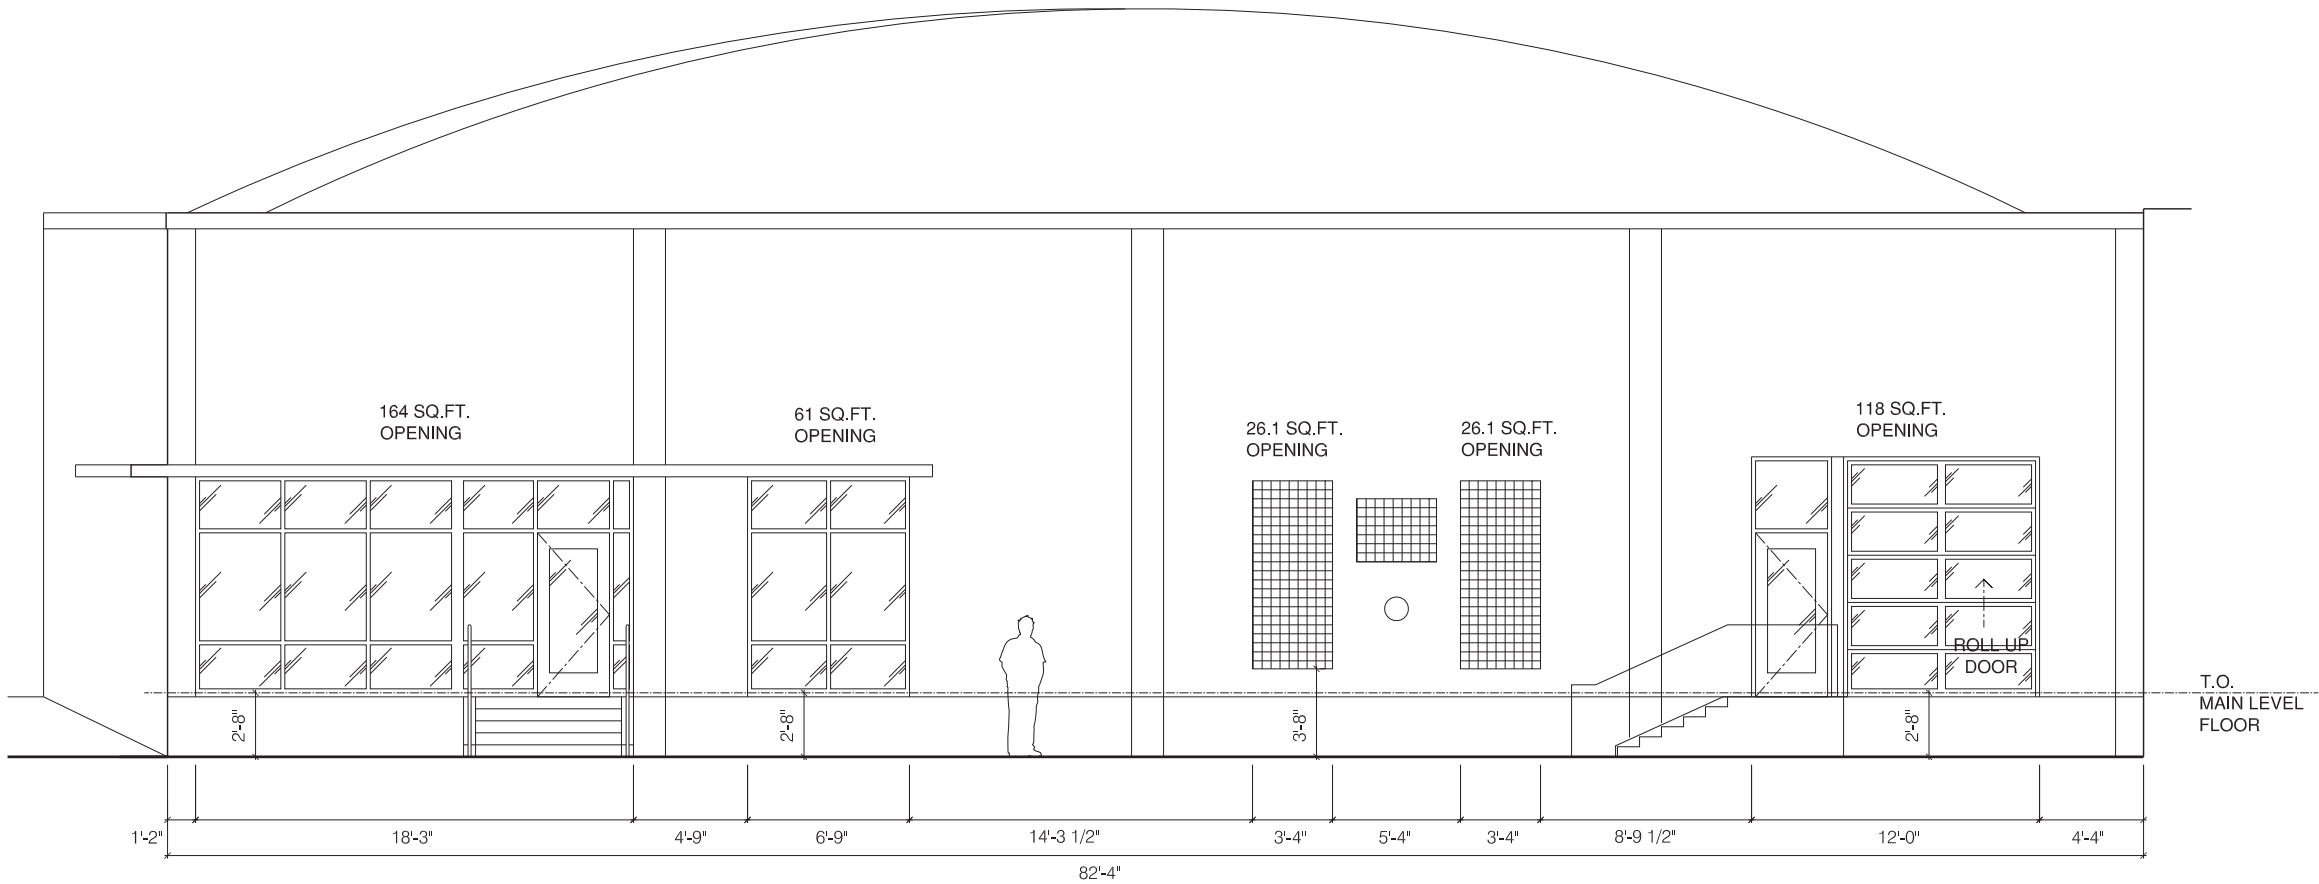 164 SQ.FT.
OPENING
61 SQ.FT.
OPENING
26.1 SQ.FT.
OPENING
26.1 SQ.FT.
OPENING
118 SQ.FT.
OPENING
ROLL UP
DOOR
T.O.
MAIN LEVEL
FLOOR
2'-8"
2'-8"
3'-8"
2'-8"
1'-2"
18'-3"
4'-9"
6'-9"
14'-3 1/2"
3'-4"
5'-4"
3'-4"
8'-9 1/2"
12'-0"
4'-4"
82'-4"